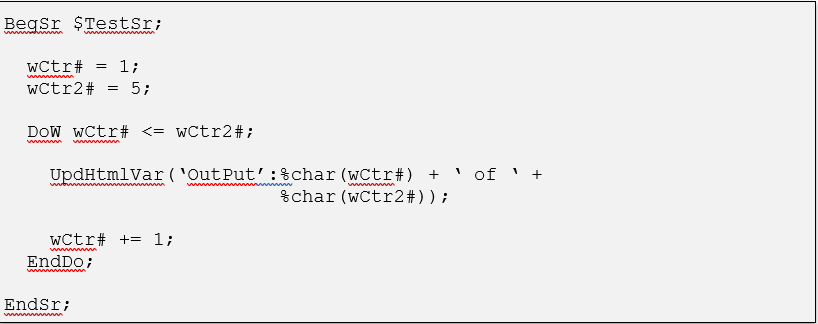 BegSr $TestSr;
wCtr# = 1;
wCtr2# = 5;
DoW wCtr# <= wCtr2#;
UpdHtmlVar(‘OutPut’:%char(wCtr#) + ‘ of ‘ +
%char(wCtr2#));
wCtr# += 1;
EndDo;
EndSr;